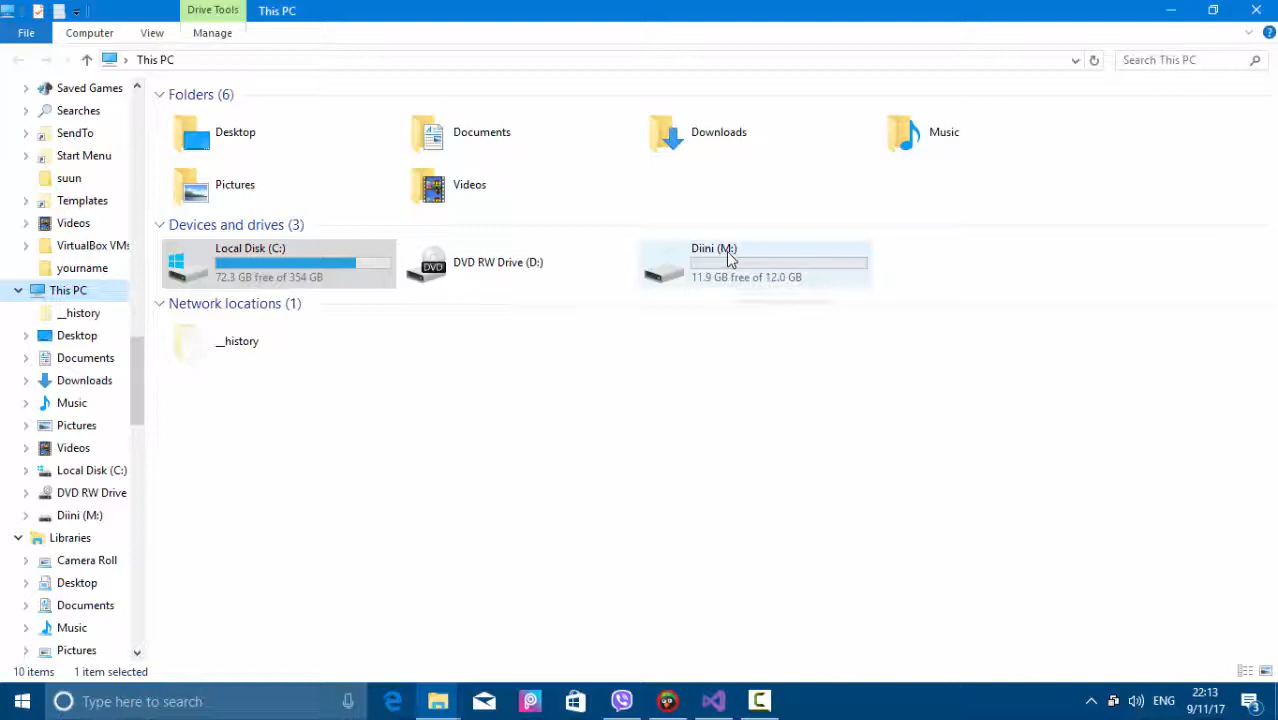 Drive Tools
This PC
File
Computer
View
Manage
This PC
Search This PC
Saved Games
Searches
SendTo
Start Menu
suun
Templates
Videos
VirtualBox VMs
yourname
This PC
__history
Desktop
Documents
Downloads
Music
Pictures
Videos
Local Disk (C:)
DVD RW Drive
Diini (M:)
Libraries
Camera Roll
Desktop
Documents
Music
Pictures
Folders (6)
Desktop
Documents
Downloads
Music
Pictures
Videos
Devices and drives (3)
Local Disk (C:)
72.3 GB free of 354 GB
DVD
DVD RW Drive (D:)
Diini (M:)
11.9 GB free of 12.0 GB
Network locations (1)
__history
10 items
1 item selected
Type here to search
ENG
22:13
9/11/17
3